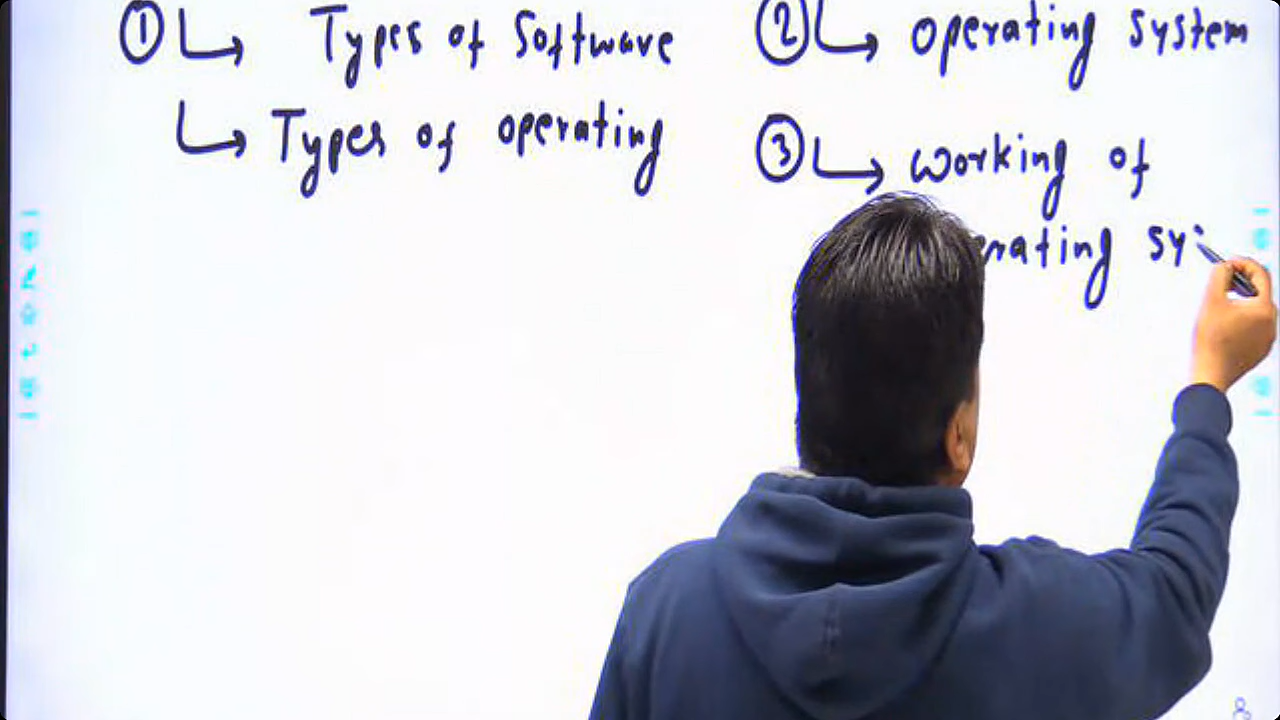 ① Types of Software
Types of operating
② operating system
③ working of
erating sy